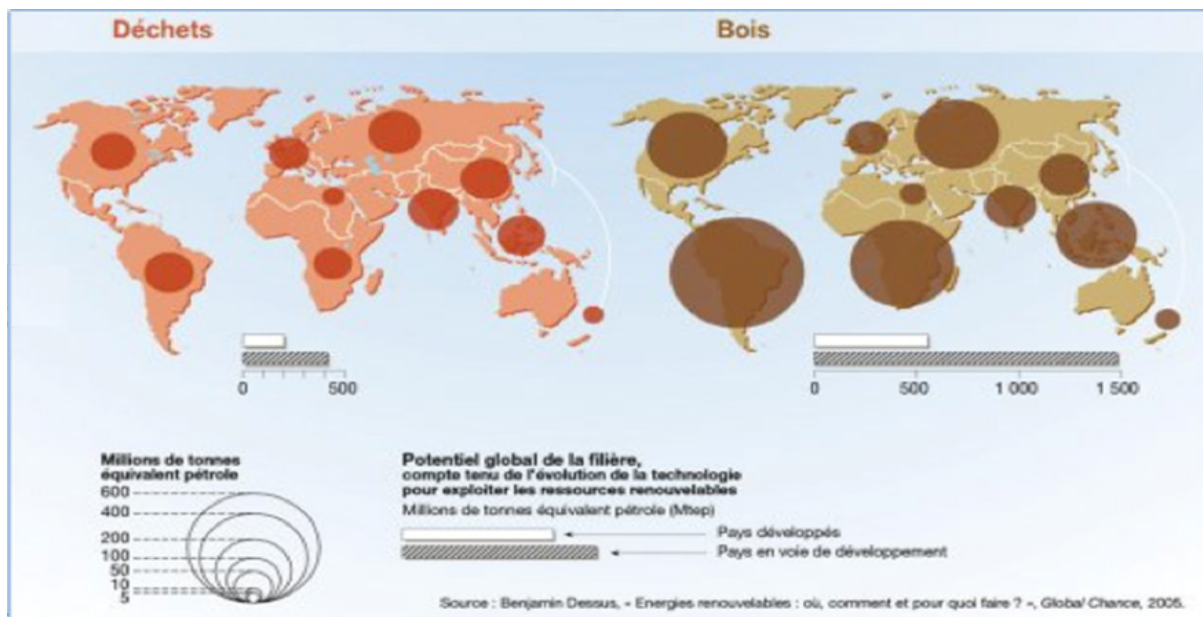 Déchets
Bois
0 500
0 500 1 000 1 500
Millions de tonnes
équivalent pétrole
600
400
200
100
50
10
5
Potentiel global de la filière,
compte tenu de l'évolution de la technologie
pour exploiter les ressources renouvelables
Millions de tonnes équivalent pétrole (Mtep)
Pays développés
Pays en voie de développement
Source : Benjamin Dessus, « Energies renouvelables : où, comment et pour quoi faire ? », Global Chance, 2005.